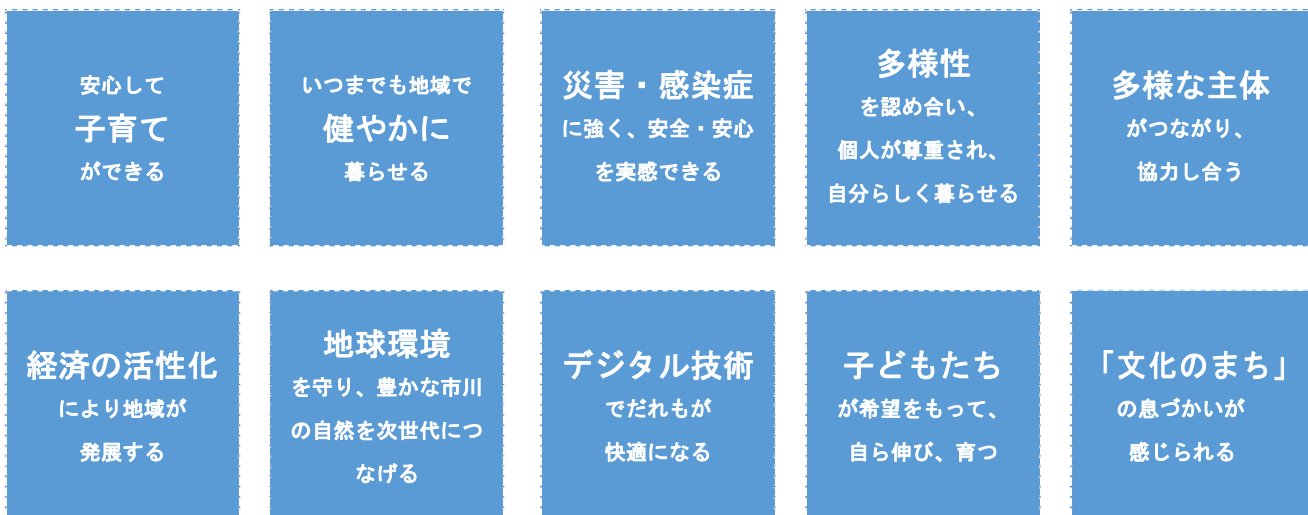 安心して
子育て
ができる
いつまでも地域で
健やかに
暮らせる
災害・感染症
に強く、安全・安心
を実感できる
多様性
を認め合い、
個人が尊重され、
自分らしく暮らせる
多様な主体
がつながり、
協力し合う
経済の活性化
により地域が
発展する
地球環境
を守り、豊かな市川
の自然を次世代につ
なげる
デジタル技術
でだれもが
快適になる
子どもたち
が希望をもって、
自ら伸び、育つ
「文化のまち」
の息づかいが
感じられる